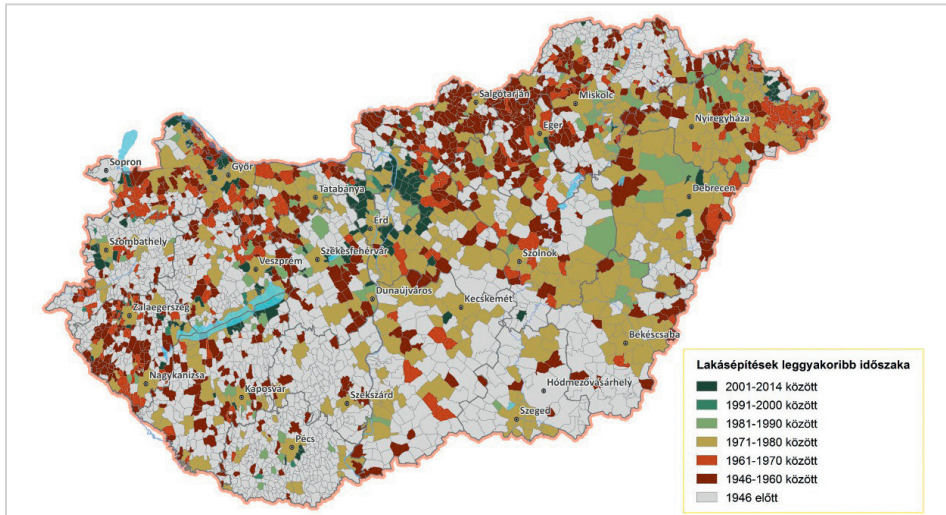 Salgótarján
Miskolc
Nyíregyháza
Eger
Sopron
Győr
Tatabánya
Debrecen
Érd
Szombathely
Székesfehérvár
Szolnok
Veszprém
Dunaújváros
Kecskemét
Zalaegerszeg
Békéscsaba
Nagykanizsa
Kaposvár
Szekszárd
Hódmezővásárhely
Szeged
Pécs
Lakásépítések leggyakoribb időszaka
2001-2014 között
1991-2000 között
1981-1990 között
1971-1980 között
1961-1970 között
1946-1960 között
1946 előtt